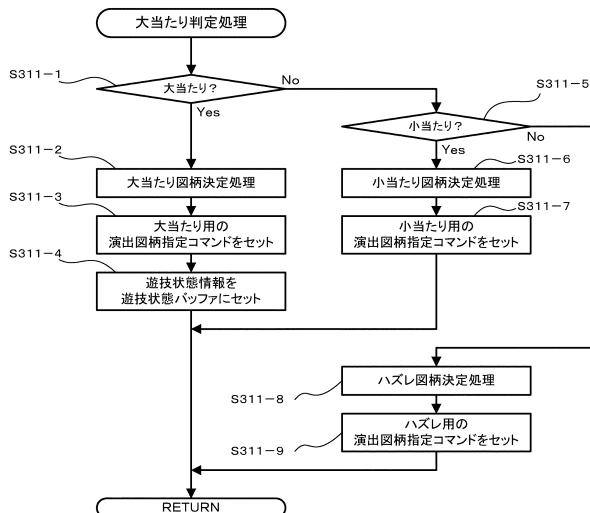 大当たり判定処理
S311-1
大当たり?
No
Yes
S311-5
小当たり?
No
Yes
S311-2
大当たり図柄決定処理
S311-6
小当たり図柄決定処理
S311-3
大当たり用の
演出図柄指定コマンドをセット
S311-7
小当たり用の
演出図柄指定コマンドをセット
S311-4
遊技状態情報を
遊技状態バッファにセット
S311-8
ハズレ図柄決定処理
S311-9
ハズレ用の
演出図柄指定コマンドをセット
RETURN